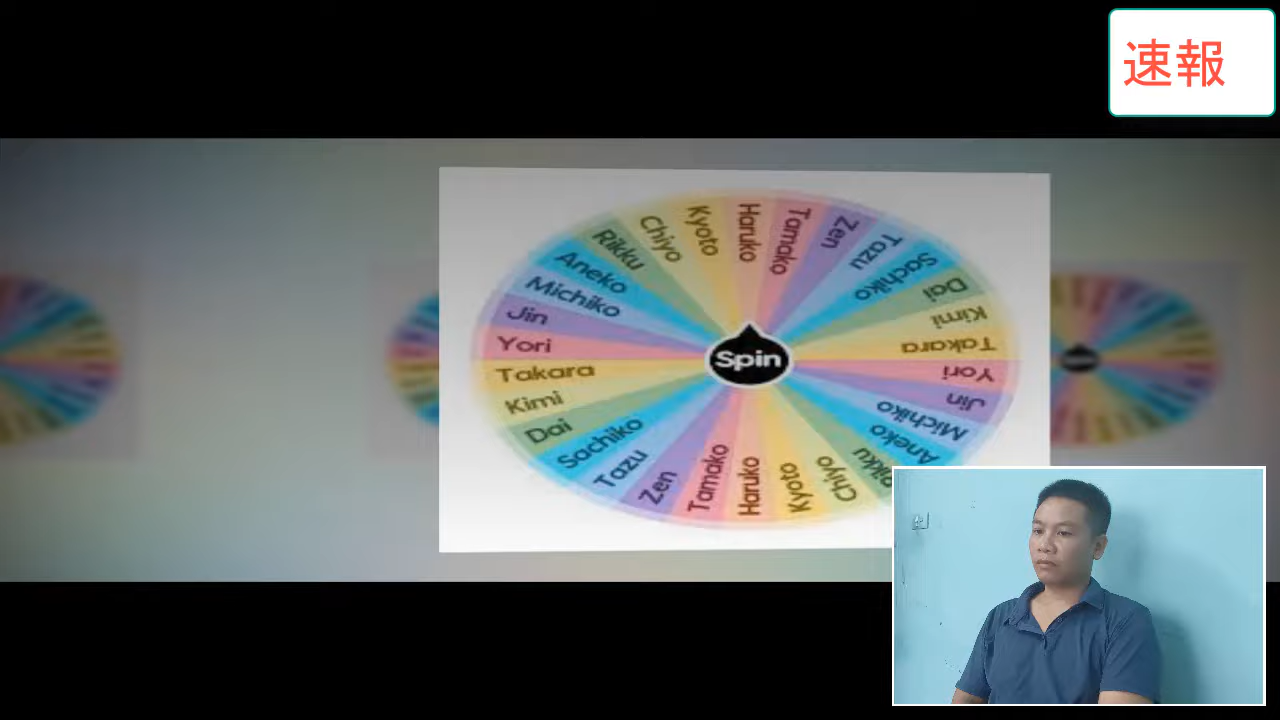 速報
Haruko
Tamako
Zen
Tazu
Sachiko
Dai
Kimi
Takara
Yori
Jin
Michiko
Aneko
Rikku
Chiyo
Kyoto
Haruko
Tamako
Zen
Tazu
Sachiko
Dai
Kimi
Takara
Yori
Jin
Michiko
Aneko
Rikku
Chiyo
Kyoto
Spin